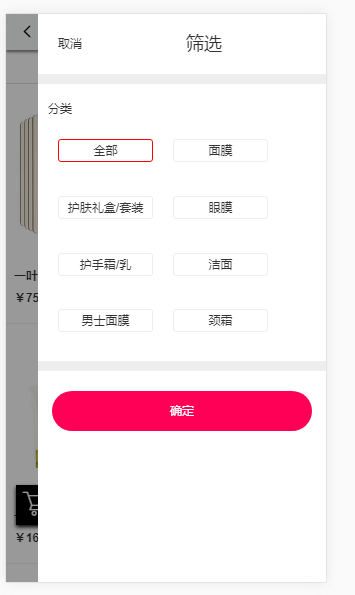 取消 筛选
分类
全部 面膜
护肤礼盒/套装 眼膜
护手霜/乳 洁面
男士面膜 颈霜
确定
一叶
￥75
￥16